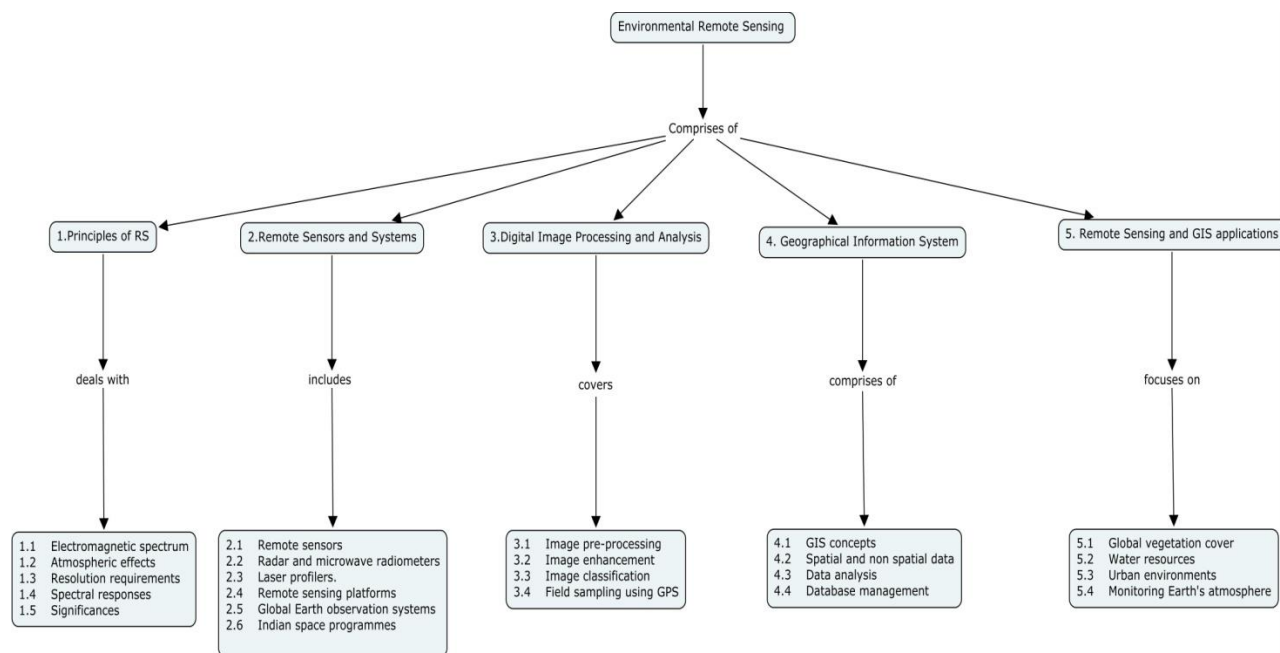 Environmental Remote Sensing
Comprises of
1.Principles of RS
2.Remote Sensors and Systems
3.Digital Image Processing and Analysis
4. Geographical Information System
5. Remote Sensing and GIS applications
deals with
includes
covers
comprises of
focuses on
1.1 Electromagnetic spectrum
1.2 Atmospheric effects
1.3 Resolution requirements
1.4 Spectral responses
1.5 Significances
2.1 Remote sensors
2.2 Radar and microwave radiometers
2.3 Laser profilers.
2.4 Remote sensing platforms
2.5 Global Earth observation systems
2.6 Indian space programmes
3.1 Image pre-processing
3.2 Image enhancement
3.3 Image classification
3.4 Field sampling using GPS
4.1 GIS concepts
4.2 Spatial and non spatial data
4.3 Data analysis
4.4 Database management
5.1 Global vegetation cover
5.2 Water resources
5.3 Urban environments
5.4 Monitoring Earth's atmosphere